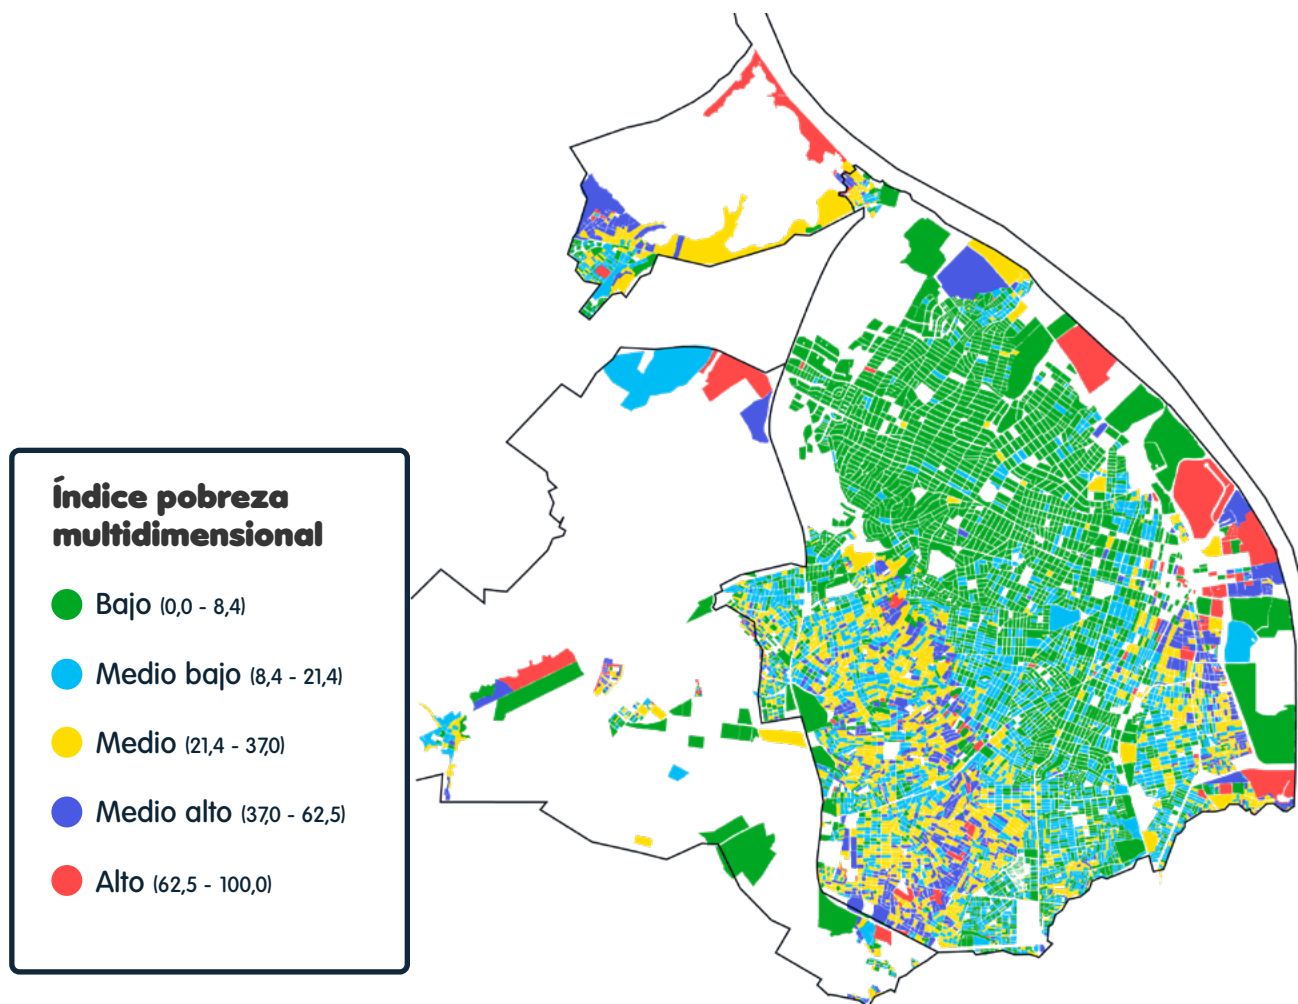 Índice pobreza
multidimensional
Bajo (0,0 - 8,4)
Medio bajo (8,4 - 21,4)
Medio (21,4 - 37,0)
Medio alto (37,0 - 62,5)
Alto (62,5 - 100,0)